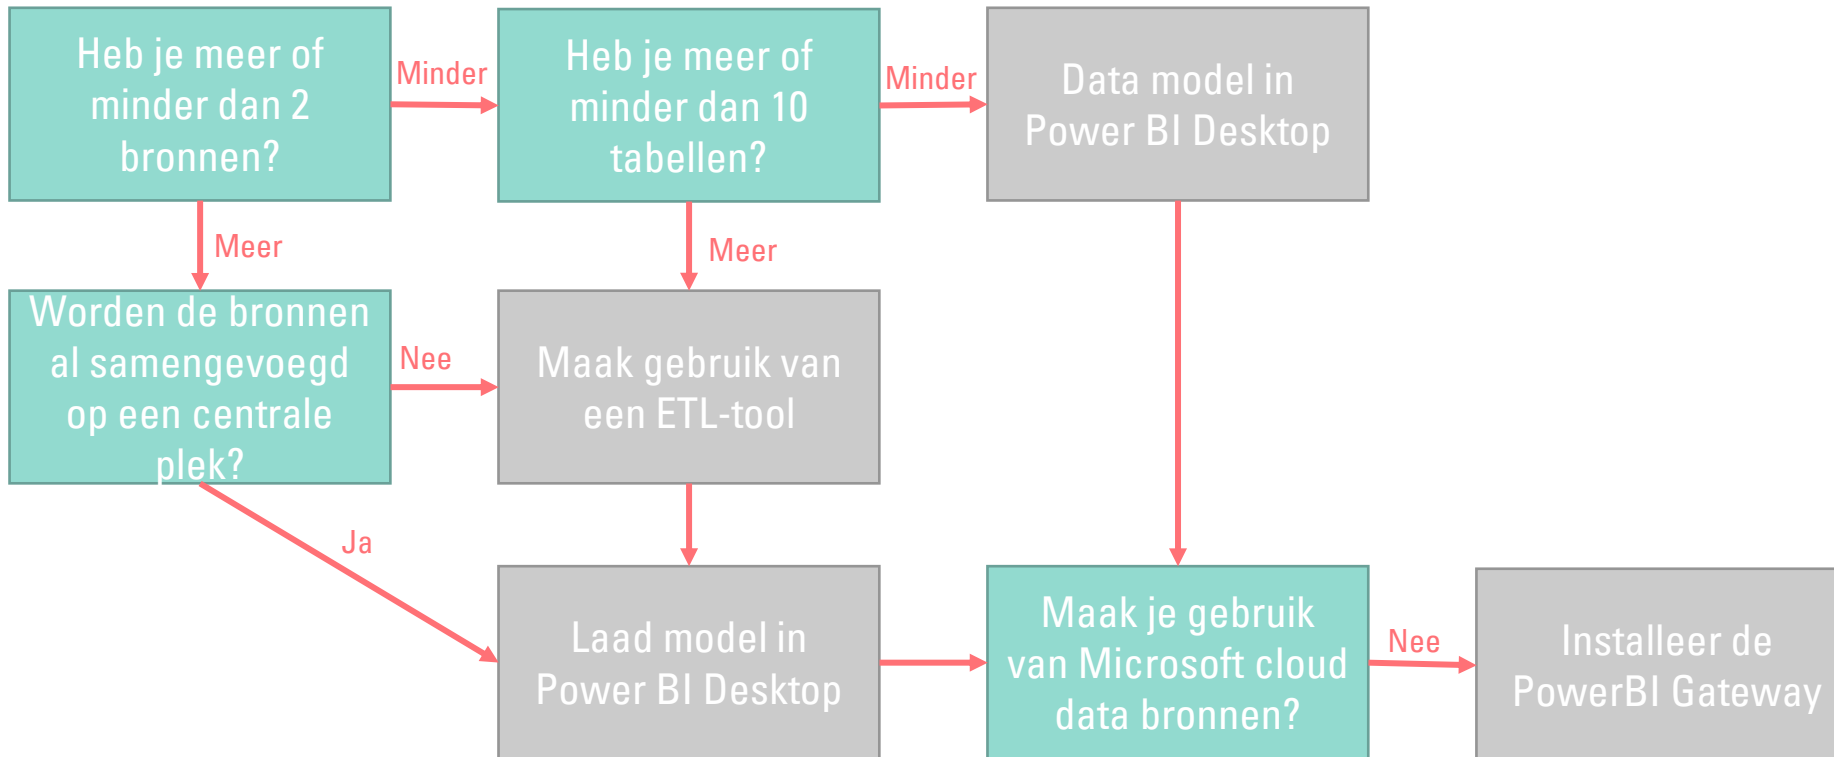 Heb je meer of
minder dan 2
bronnen?
Minder
Heb je meer of
minder dan 10
tabellen?
Minder
Data model in
Power BI Desktop
Meer
Meer
Worden de bronnen
al samengevoegd
op een centrale
plek?
Nee
Maak gebruik van
een ETL-tool
Ja
Laad model in
Power BI Desktop
Maak je gebruik
van Microsoft cloud
data bronnen?
Nee
Installeer de
PowerBI Gateway